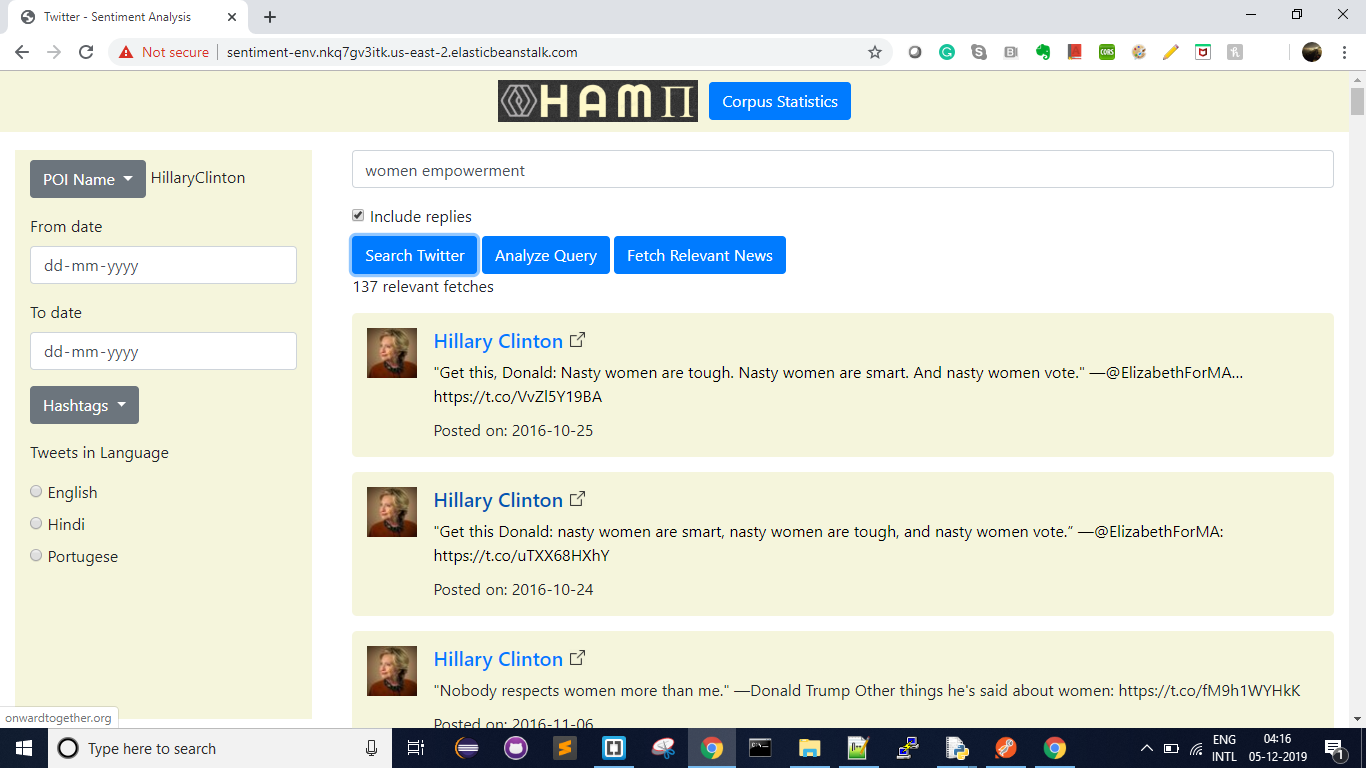 Twitter - Sentiment Analysis
Not secure
sentiment-env.nkq7gv3itk.us-east-2.elasticbeanstalk.com
HAMΠ
Corpus Statistics
POI Name
HillaryClinton
From date
dd-mm-yyyy
To date
dd-mm-yyyy
Hashtags
Tweets in Language
English
Hindi
Portugese
women empowerment
Include replies
Search Twitter
Analyze Query
Fetch Relevant News
137 relevant fetches
Hillary Clinton
"Get this, Donald: Nasty women are tough. Nasty women are smart. And nasty women vote." —@ElizabethForMA…
https://t.co/VvZl5Y19BA
Posted on: 2016-10-25
Hillary Clinton
"Get this Donald: nasty women are smart, nasty women are tough, and nasty women vote.” —@ElizabethForMA:
https://t.co/uTXX68HXhY
Posted on: 2016-10-24
Hillary Clinton
"Nobody respects women more than me." —Donald Trump Other things he's said about women: https://t.co/fM9h1WYHkK
Posted on: 2016-11-06
onwardtogether.org
Type here to search
ENG
INTL
04:16
05-12-2019
1